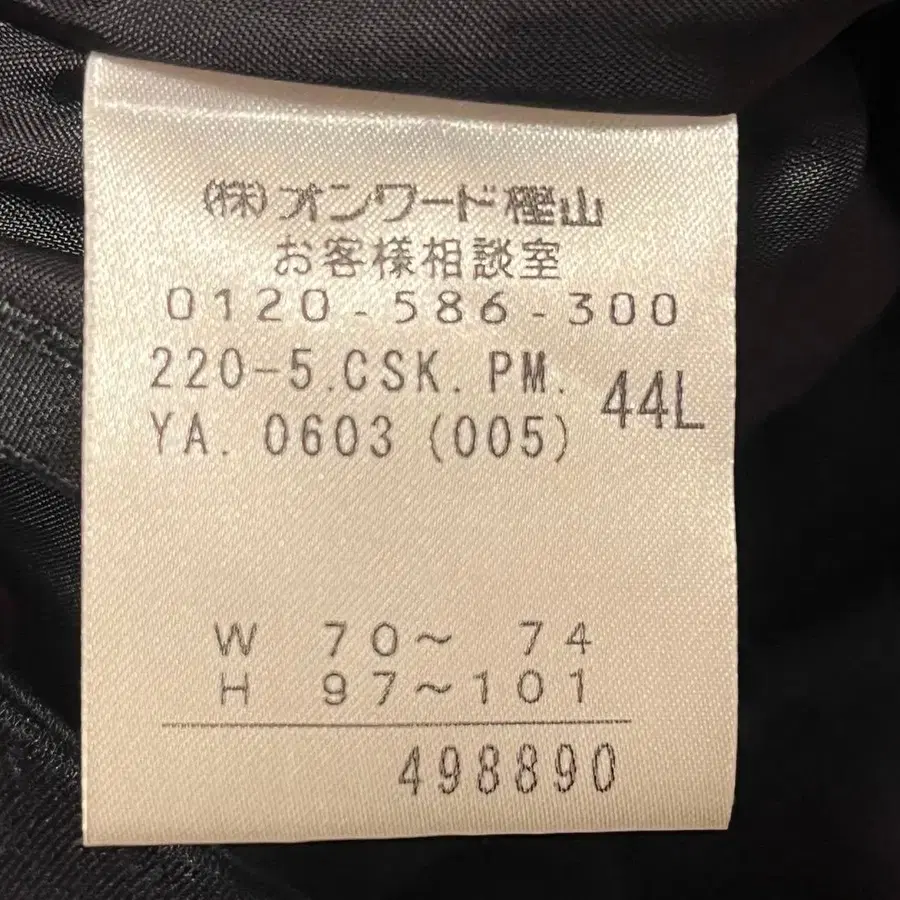 (株)オンワード樫山
お客様相談室
0120-586-300
220-5.CSK.PM.
YA.0603(005)
44L
W 70～ 74
H 97～101
498890